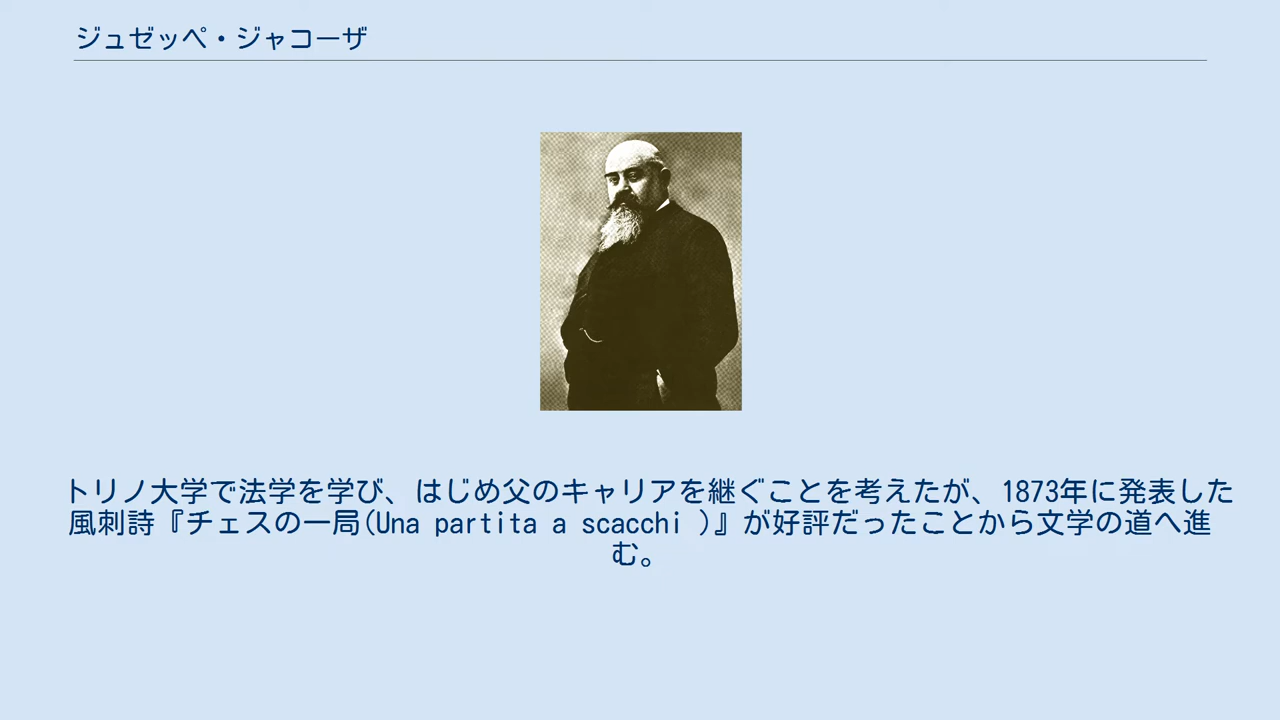 ジュゼッペ・ジャコーザ
トリノ大学で法学を学び、はじめ父のキャリアを継ぐことを考えたが、1873年に発表した
風刺詩『チェスの一局(Una partita a scacchi )』が好評だったことから文学の道へ進
む。